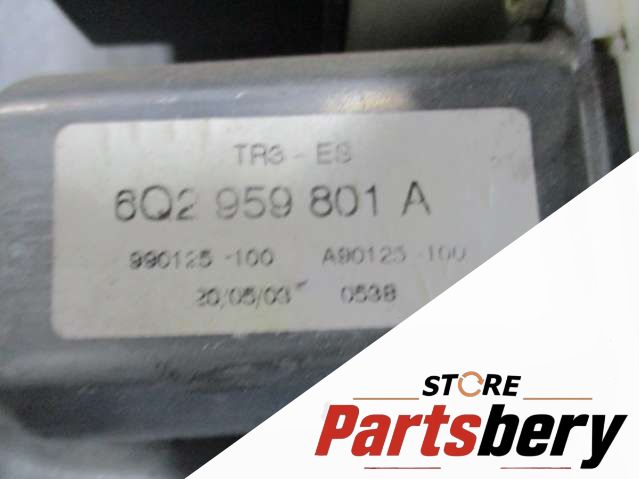 TR3 - ES
6Q2 959 801 A
990125 -100 A90125 -100
20/05/03 0538
STORE
Partsbery